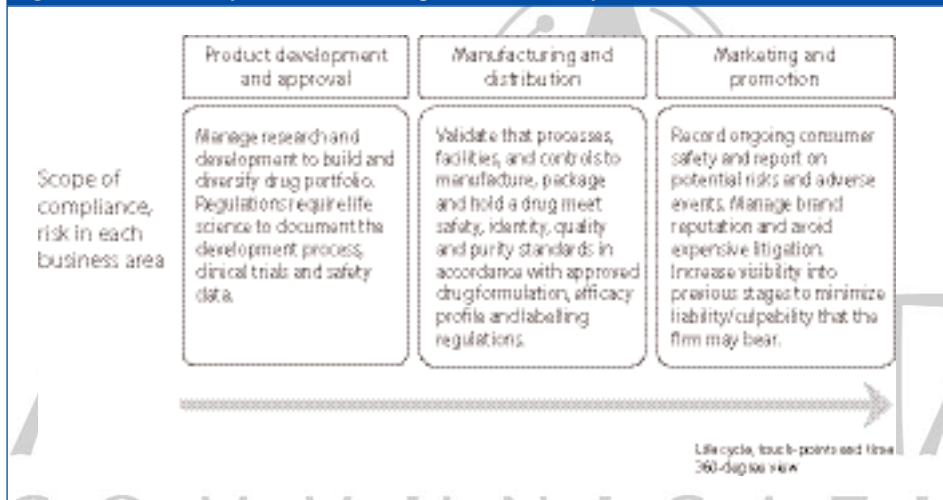 Product development
and approval
Manufacturing and
distribution
Marketing and
promotion
Scope of
compliance,
risk in each
business area
Manage research and
development to build and
diversify drug portfolio.
Regulations require life
science to document the
development process,
clinical trials and safety
data.
Validate that processes,
facilities, and controls to
manufacture, package
and hold a drug meet
safety, identity, quality
and purity standards in
accordance with approved
drug formulation, efficacy
profile and labelling
regulations.
Record ongoing consumer
safety and report on
potential risks and adverse
events. Manage brand
reputation and avoid
expensive litigation.
Increase visibility into
previous stages to minimize
liability/culpability that the
firm may bear.
Life cycle, touch-points and time
360-degree view